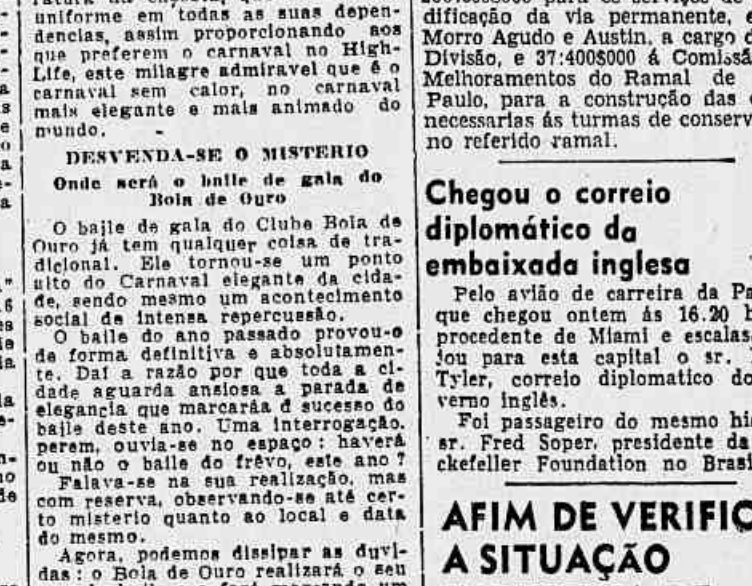 uniforme em todas as suas depen-
dencias, assim proporcionando aos
que preferem o carnaval no High-
Life, este milagre admiravel que é o
carnaval sem calor, no carnaval
mais elegante e mais animado do
mundo.
DESVENDA-SE O MISTERIO
Onde será o baile de gala do
Bola de Ouro
O baile de gala do Clube Bola de
Ouro já tem qualquer coisa de tra-
dicional. Ele tornou-se um ponto
alto do Carnaval elegante da cida-
de, sendo mesmo um acontecimento
social de intensa repercussão.
O baile do ano passado provou-o
de forma definitiva e absolutamen-
te. Daí a razão por que toda a ci-
dade aguarda ansiosa a parada de
elegancia que marcaráa d sucesso do
baile deste ano. Uma interrogação,
perem, ouvia-se no espaço: haverá
ou não o baile do frêvo, este ano?
Falava-se na sua realização, mas
com reserva, observando-se até cer-
to misterio quanto ao local e data
do mesmo.
Agora, podemos dissipar as duvi-
das: o Bola de Ouro realizará o seu
dificação da via permanente,
Morro Agudo e Austin, a cargo d
Divisão, e 37:400$000 á Comissã
Melhoramentos do Ramal de
Paulo, para a construção das
necessarias ás turmas de conserv
no referido ramal.
Chegou o correio
diplomático da
embaixada inglesa
Pelo avião de carreira da Pa
que chegou ontem ás 16.20 h
procedente de Miami e escalas,
jou para esta capital o sr.
Tyler, correio diplomatico do
verno inglês.
Foi passageiro do mesmo hi
sr. Fred Soper, presidente da
ckefeller Foundation no Brasi
AFIM DE VERIFIC
A SITUAÇÃO